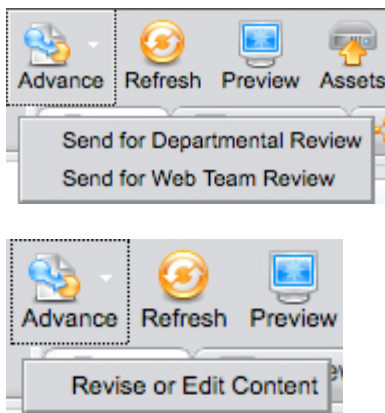 Advance Refresh Preview Assets
Send for Departmental Review
Send for Web Team Review
Advance Refresh Preview
Revise or Edit Content